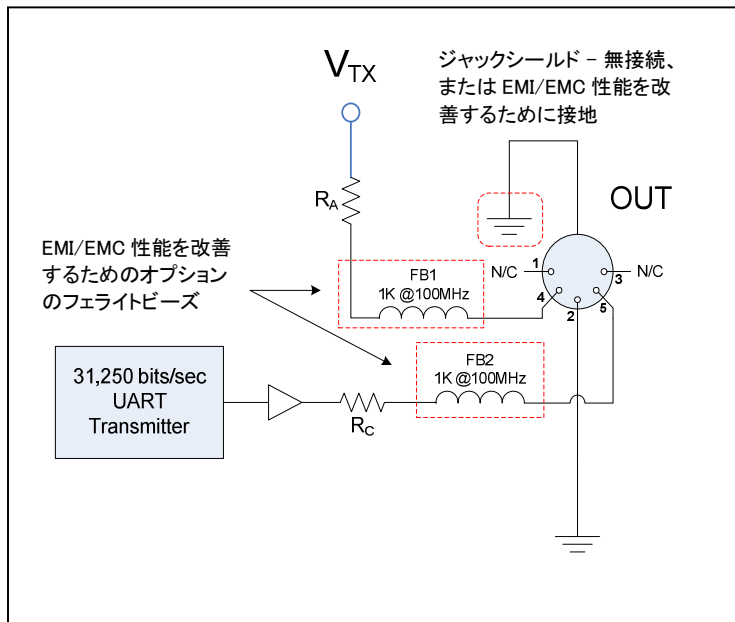 ジャックシールド – 無接続、
または EMI/EMC 性能を改
善するために接地
VTX
RA
OUT
EMI/EMC 性能を改善
するためのオプション
のフェライトビーズ
FB1
1K @100MHz
N/C
1
3
N/C
4
2
5
FB2
1K @100MHz
31,250 bits/sec
UART
Transmitter
RC